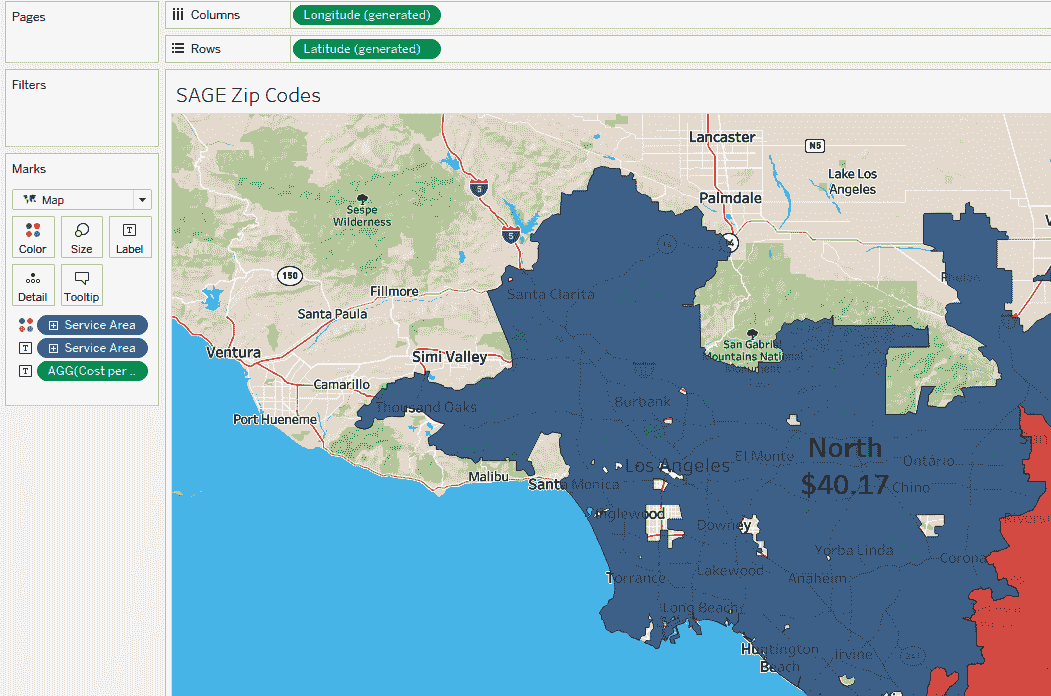 Pages
Columns
Longitude (generated)
Rows
Latitude (generated)
Filters
SAGE Zip Codes
Marks
Map
Color
Size
Label
Detail
Tooltip
Service Area
Service Area
AGG(Cost per ..
Lancaster
N5
Lake Los
Angeles
Palmdale
5
Sespe
Wilderness
5
14
150
Phelan
Fillmore
Santa Clarita
Santa Paula
San Gabriel
Mountains National
Monument
Ventura
Simi Valley
Camarillo
Thousand Oaks
Burbank
Port Hueneme
North
$40.17
El Monte
Ontario
Los Angeles
Malibu
Santa Monica
Chino
Inglewood
Downey
Yorba Linda
Corona
Torrance
Lakewood
Anaheim
Long Beach
Huntington
Beach
Irvine
241